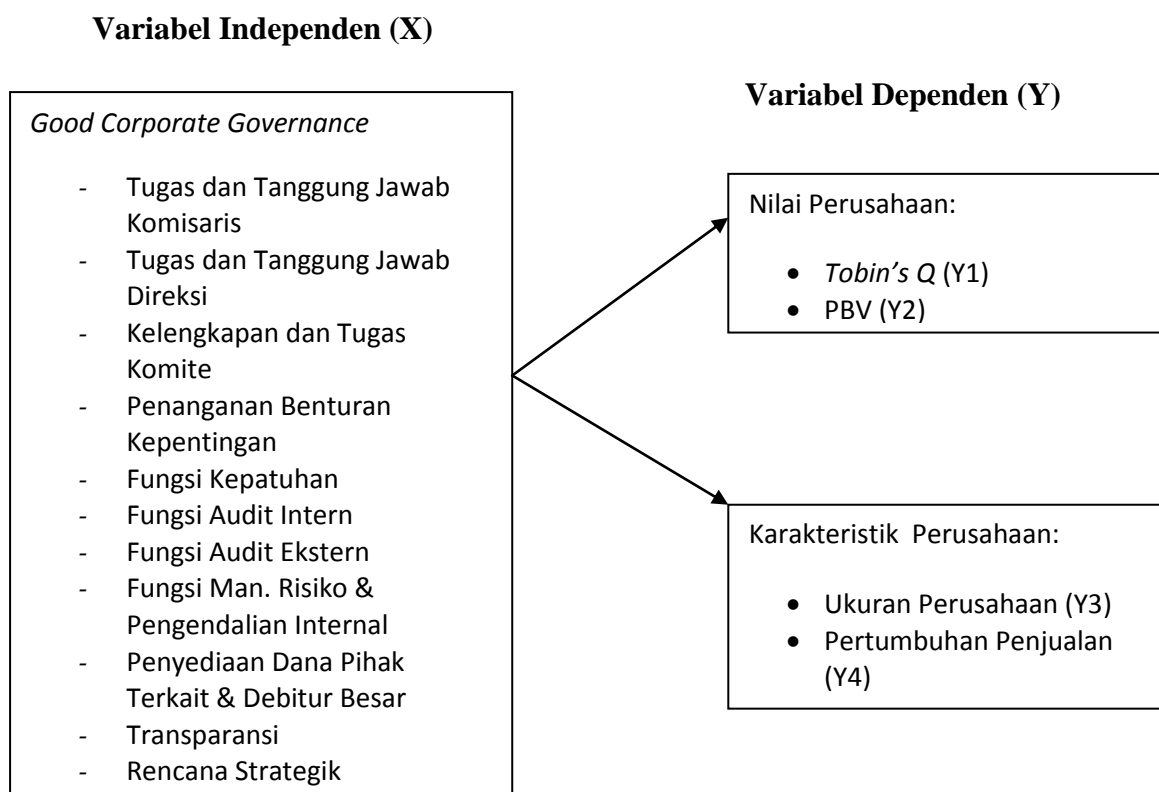 Variabel Independen (X)
Good Corporate Governance
- Tugas dan Tanggung Jawab
Komisaris
- Tugas dan Tanggung Jawab
Direksi
- Kelengkapan dan Tugas
Komite
- Penanganan Benturan
Kepentingan
- Fungsi Kepatuhan
- Fungsi Audit Intern
- Fungsi Audit Ekstern
- Fungsi Man. Risiko &
Pengendalian Internal
- Penyediaan Dana Pihak
Terkait & Debitur Besar
- Transparansi
- Rencana Strategik
Variabel Dependen (Y)
Nilai Perusahaan:
• Tobin’s Q (Y1)
• PBV (Y2)
Karakteristik Perusahaan:
• Ukuran Perusahaan (Y3)
• Pertumbuhan Penjualan
(Y4)